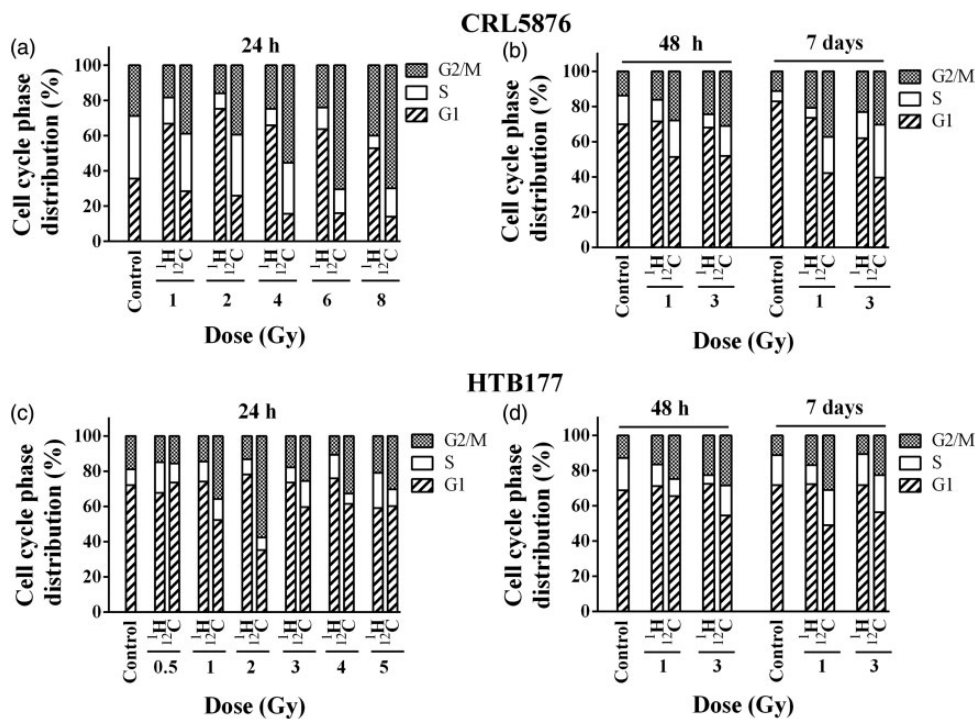 CRL5876
(a)
24 h
Cell cycle phase
distribution (%)
100
80
60
40
20
0
G2/M
S
G1
Control
¹H ¹²C ¹H ¹²C ¹H ¹²C ¹H ¹²C ¹H ¹²C
1 2 4 6 8
Dose (Gy)
(b)
48 h 7 days
Cell cycle phase
distribution (%)
100
80
60
40
20
0
G2/M
S
G1
Control ¹H ¹²C ¹H ¹²C Control ¹H ¹²C ¹H ¹²C
1 3 1 3
Dose (Gy)
HTB177
(c)
24 h
Cell cycle phase
distribution (%)
100
80
60
40
20
0
G2/M
S
G1
Control
¹H ¹²C ¹H ¹²C ¹H ¹²C ¹H ¹²C ¹H ¹²C ¹H ¹²C
0.5 1 2 3 4 5
Dose (Gy)
(d)
48 h 7 days
Cell cycle phase
distribution (%)
100
80
60
40
20
0
G2/M
S
G1
Control ¹H ¹²C ¹H ¹²C Control ¹H ¹²C ¹H ¹²C
1 3 1 3
Dose (Gy)